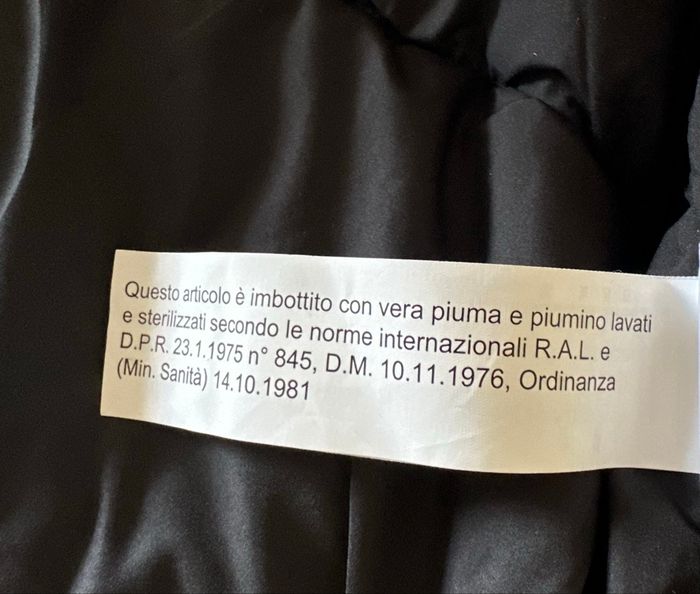 Questo articolo è imbottito con vera piuma e piumino lavati
e sterilizzati secondo le norme internazionali R.A.L. e
D.P.R. 23.1.1975 n° 845, D.M. 10.11.1976, Ordinanza
(Min. Sanità) 14.10.1981